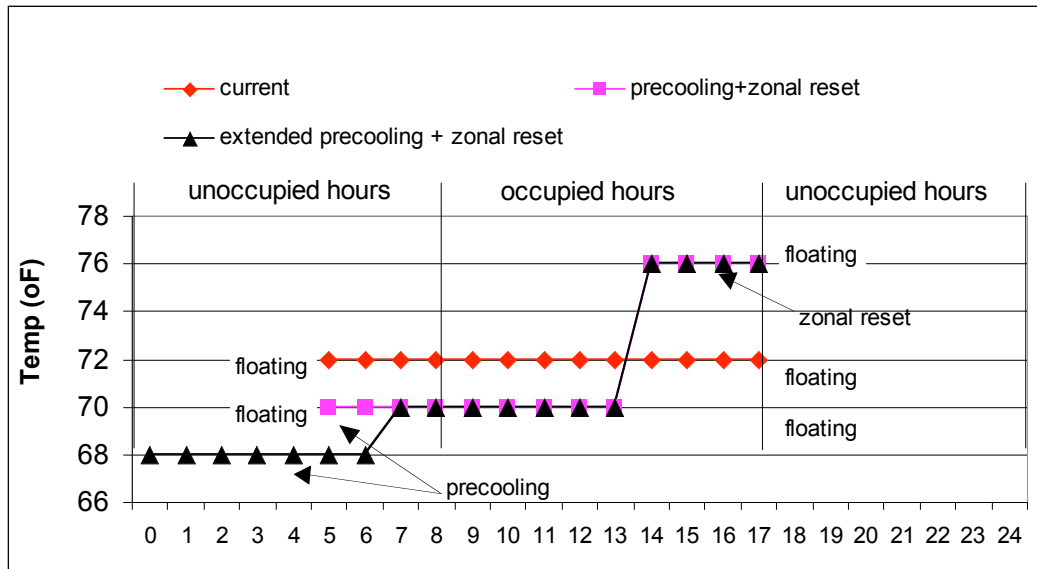 current
precooling+zonal reset
extended precooling + zonal reset
unoccupied hours occupied hours unoccupied hours
78
76
74
72
70
68
66
Temp (oF)
floating
zonal reset
floating
floating
floating
floating
precooling
0 1 2 3 4 5 6 7 8 9 10 11 12 13 14 15 16 17 18 19 20 21 22 23 24